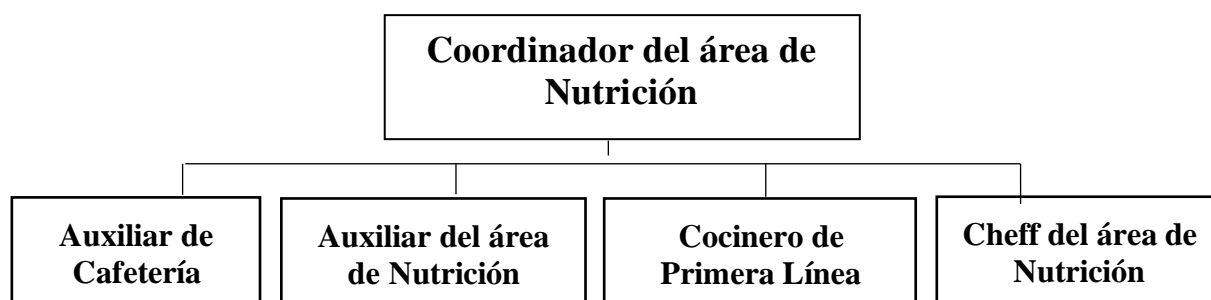 Coordinador del área de
Nutrición
Auxiliar de
Cafetería
Auxiliar del área
de Nutrición
Cocinero de
Primera Línea
Cheff del área de
Nutrición